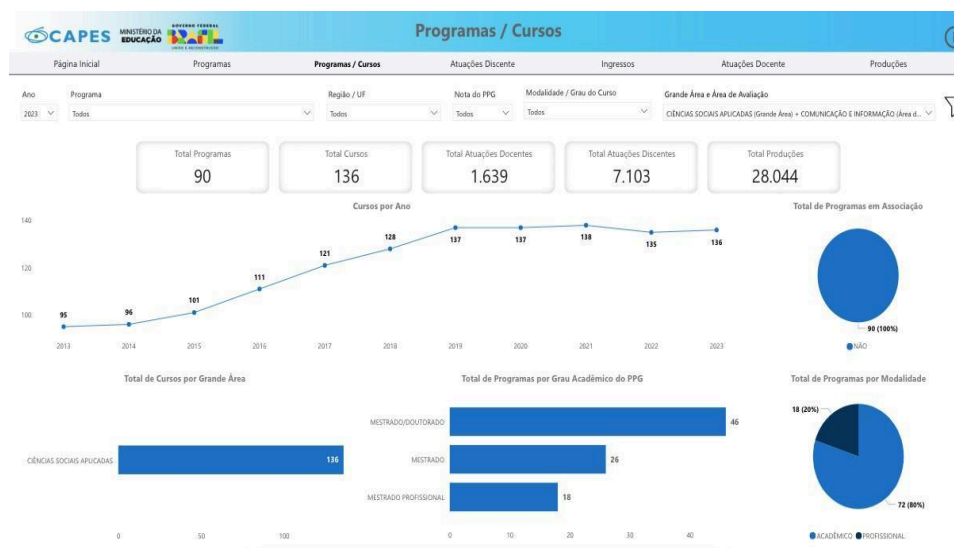 CAPES MINISTÉRIO DA EDUCAÇÃO GOVERNO FEDERAL BRASIL UNIÃO E RECONSTRUÇÃO
Programas / Cursos
Página Inicial Programas Programas / Cursos Atuações Discente Ingressos Atuações Docente Produções
Ano Programa Região / UF Nota do PPG Modalidade / Grau do Curso Grande Área e Área de Avaliação
2023 Todos Todos Todos Todos CIÊNCIAS SOCIAIS APLICADAS (Grande Área) + COMUNICAÇÃO E INFORMAÇÃO (Área d...
Total Programas Total Cursos Total Atuações Docentes Total Atuações Discentes Total Produções
90 136 1.639 7.103 28.044
Cursos por Ano
140
120
100
95 96 101 111 121 128 137 137 138 135 136
2013 2014 2015 2016 2017 2018 2019 2020 2021 2022 2023
Total de Programas em Associação
90 (100%)
NÃO
Total de Cursos por Grande Área
CIÊNCIAS SOCIAIS APLICADAS 136
0 50 100
Total de Programas por Grau Acadêmico do PPG
MESTRADO/DOUTORADO 46
MESTRADO 26
MESTRADO PROFISSIONAL 18
0 10 20 30 40
Total de Programas por Modalidade
18 (20%)
72 (80%)
ACADÊMICO PROFISSIONAL